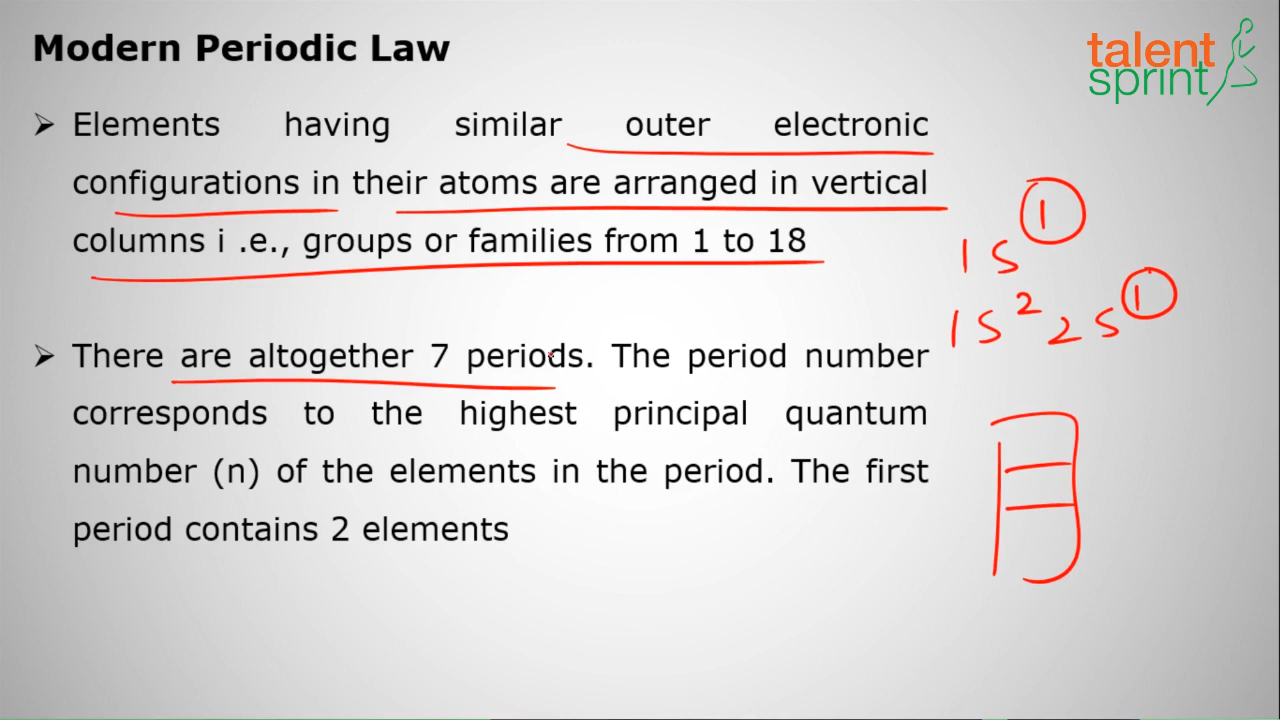 Modern Periodic Law
talent
sprint
➢ Elements having similar outer electronic
configurations in their atoms are arranged in vertical
columns i .e., groups or families from 1 to 18
1s¹
1s² 2s¹
➢ There are altogether 7 periods. The period number
corresponds to the highest principal quantum
number (n) of the elements in the period. The first
period contains 2 elements